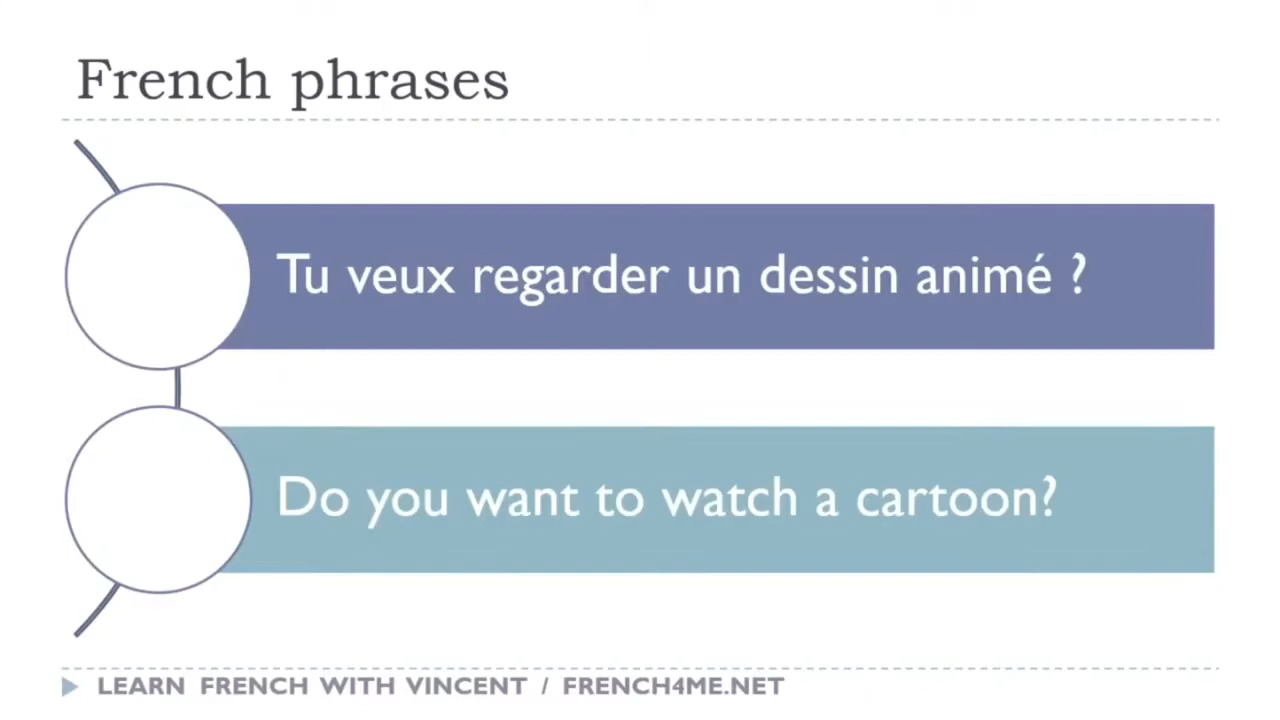 French phrases
Tu veux regarder un dessin animé ?
Do you want to watch a cartoon?
LEARN FRENCH WITH VINCENT / FRENCH4ME.NET